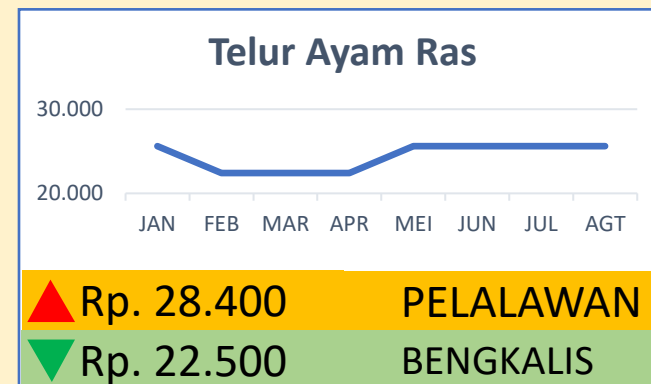 Telur Ayam Ras
30.000
20.000
JAN FEB MAR APR MEI JUN JUL AGT
Rp. 28.400 PELALAWAN
Rp. 22.500 BENGKALIS